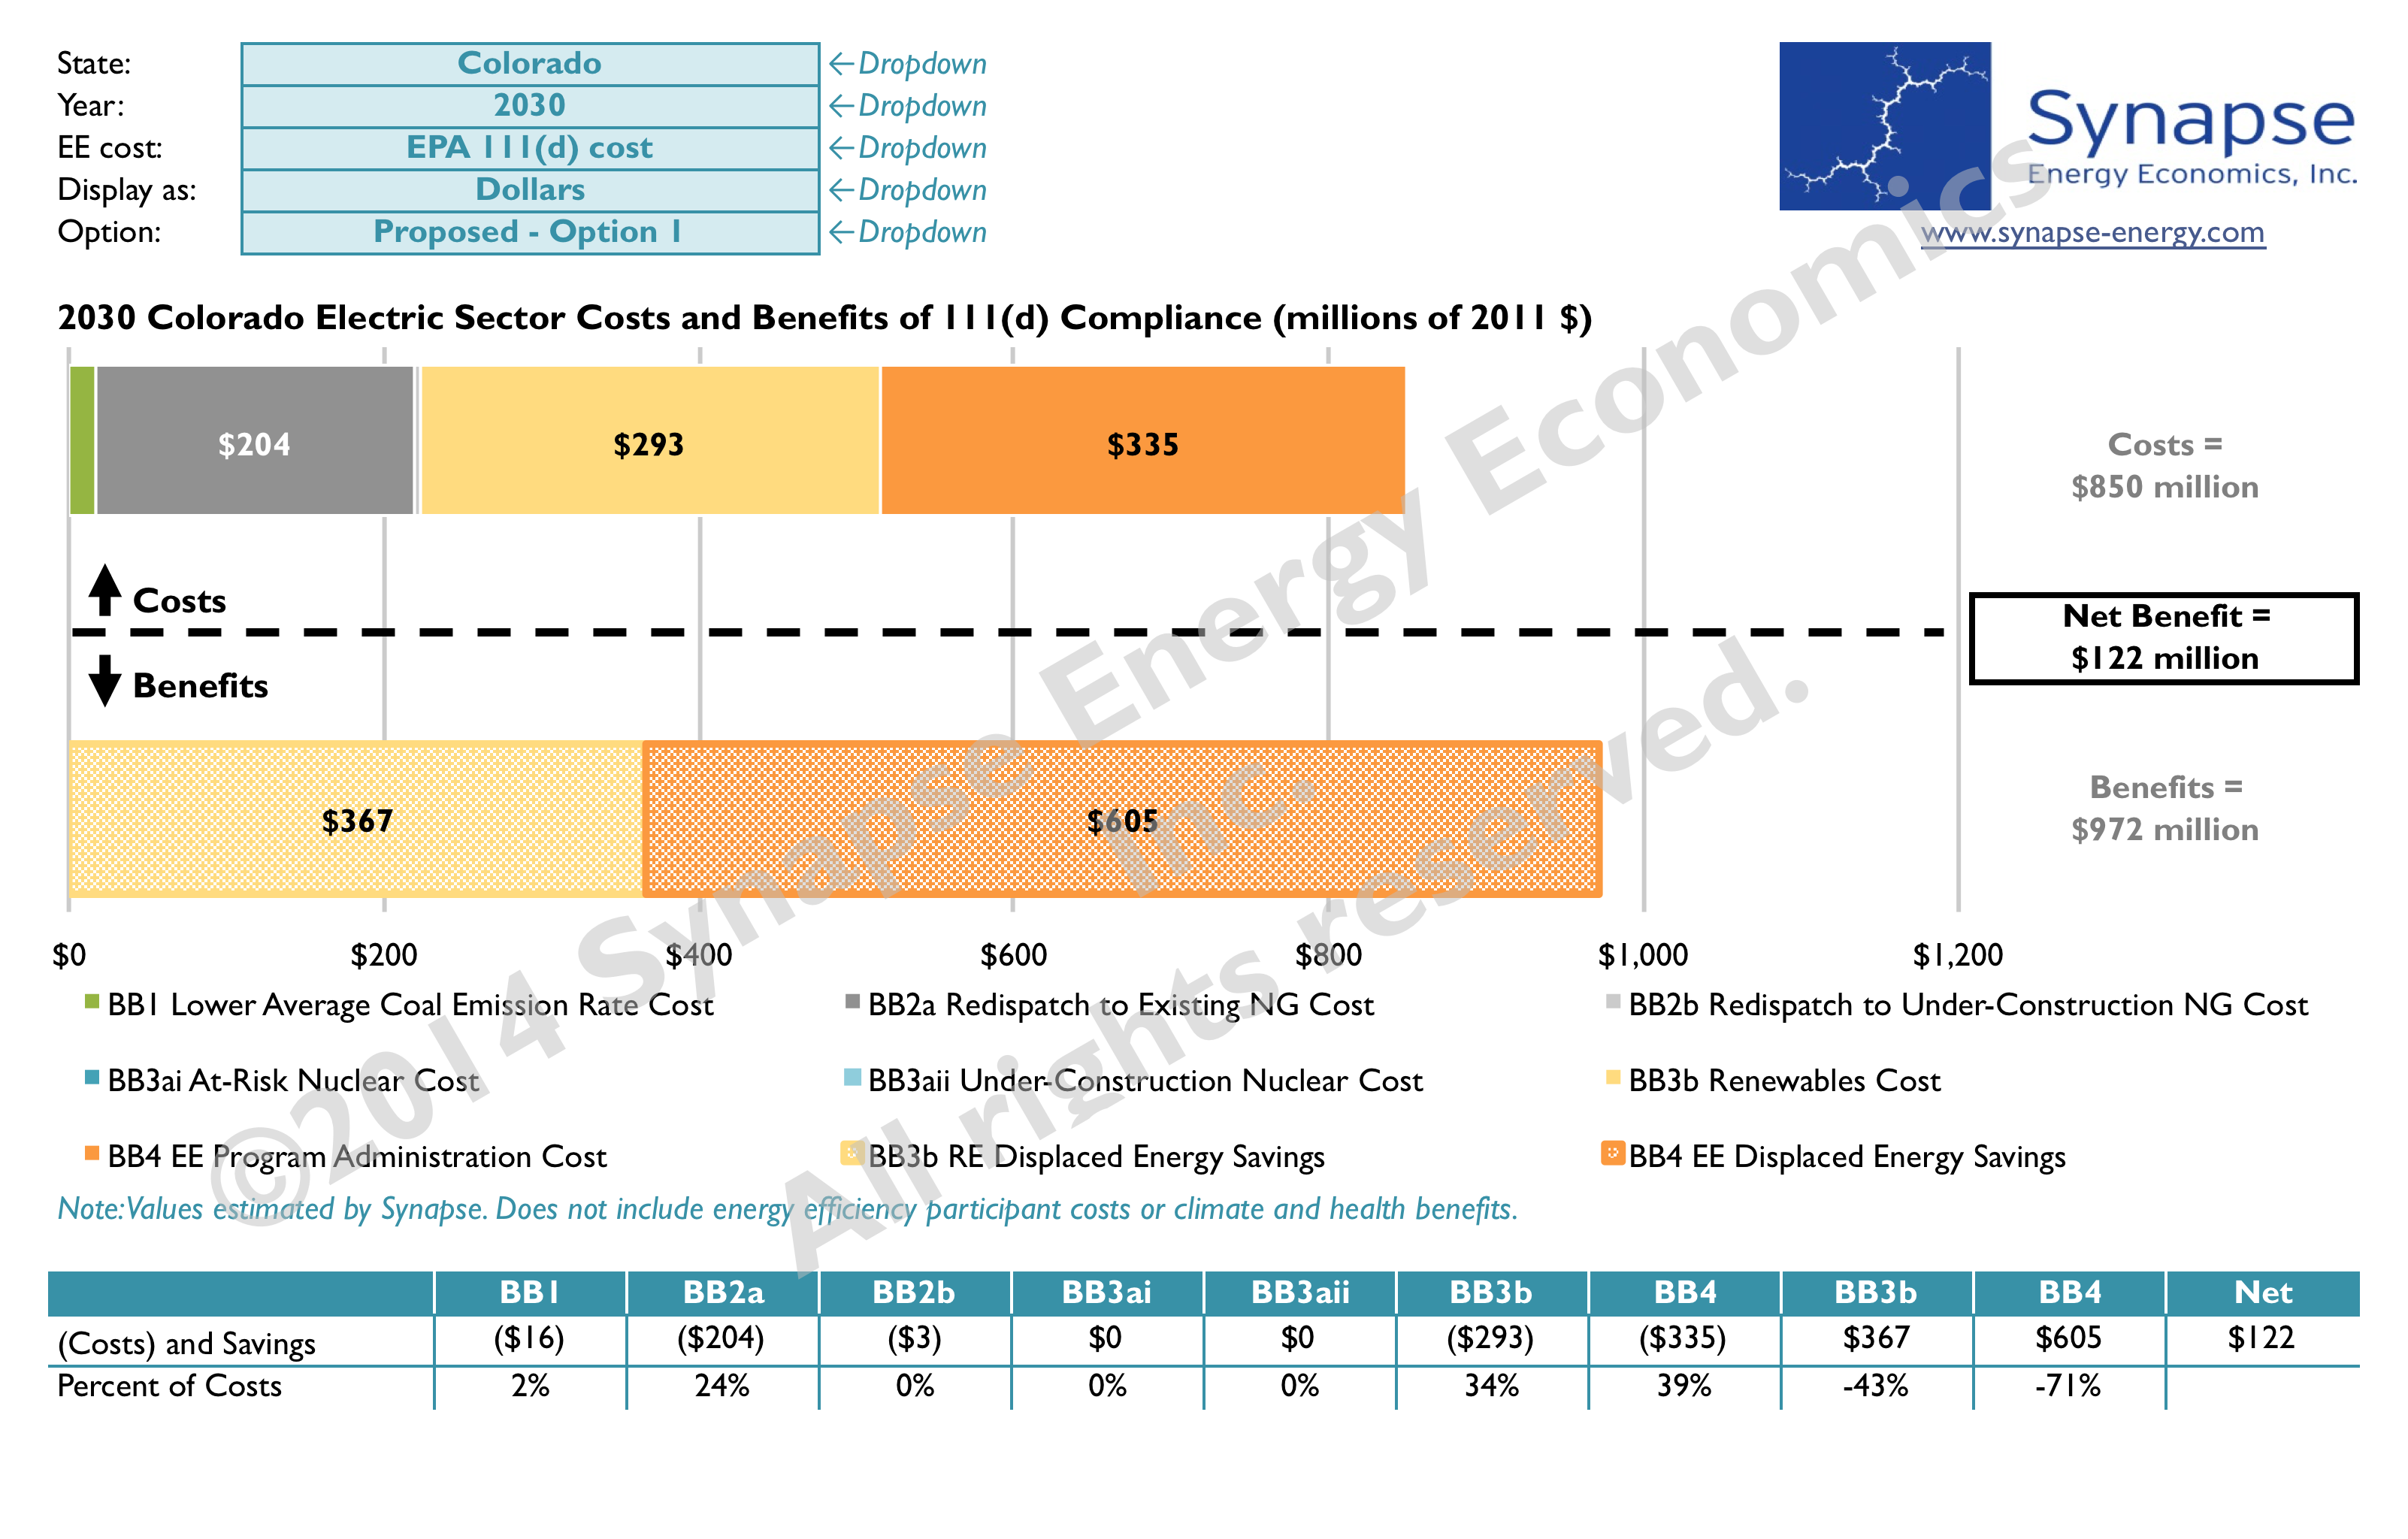 State: Colorado ←Dropdown
Year: 2030 ←Dropdown
EE cost: EPA 111(d) cost ←Dropdown
Display as: Dollars ←Dropdown
Option: Proposed - Option 1 ←Dropdown
Synapse
Energy Economics, Inc.
www.synapse-energy.com
2030 Colorado Electric Sector Costs and Benefits of 111(d) Compliance (millions of 2011 $)
$204 $293 $335
Costs =
$850 million
Costs
Net Benefit =
$122 million
Benefits
$367 $605
Benefits =
$972 million
$0 $200 $400 $600 $800 $1,000 $1,200
BB1 Lower Average Coal Emission Rate Cost BB2a Redispatch to Existing NG Cost BB2b Redispatch to Under-Construction NG Cost
BB3ai At-Risk Nuclear Cost BB3aii Under-Construction Nuclear Cost BB3b Renewables Cost
BB4 EE Program Administration Cost BB3b RE Displaced Energy Savings BB4 EE Displaced Energy Savings
Note: Values estimated by Synapse. Does not include energy efficiency participant costs or climate and health benefits.
BB1 BB2a BB2b BB3ai BB3aii BB3b BB4 BB3b BB4 Net
(Costs) and Savings ($16) ($204) ($3) $0 $0 ($293) ($335) $367 $605 $122
Percent of Costs 2% 24% 0% 0% 0% 34% 39% -43% -71%
©2014 Synapse Energy Economics
Inc.
All rights reserved.